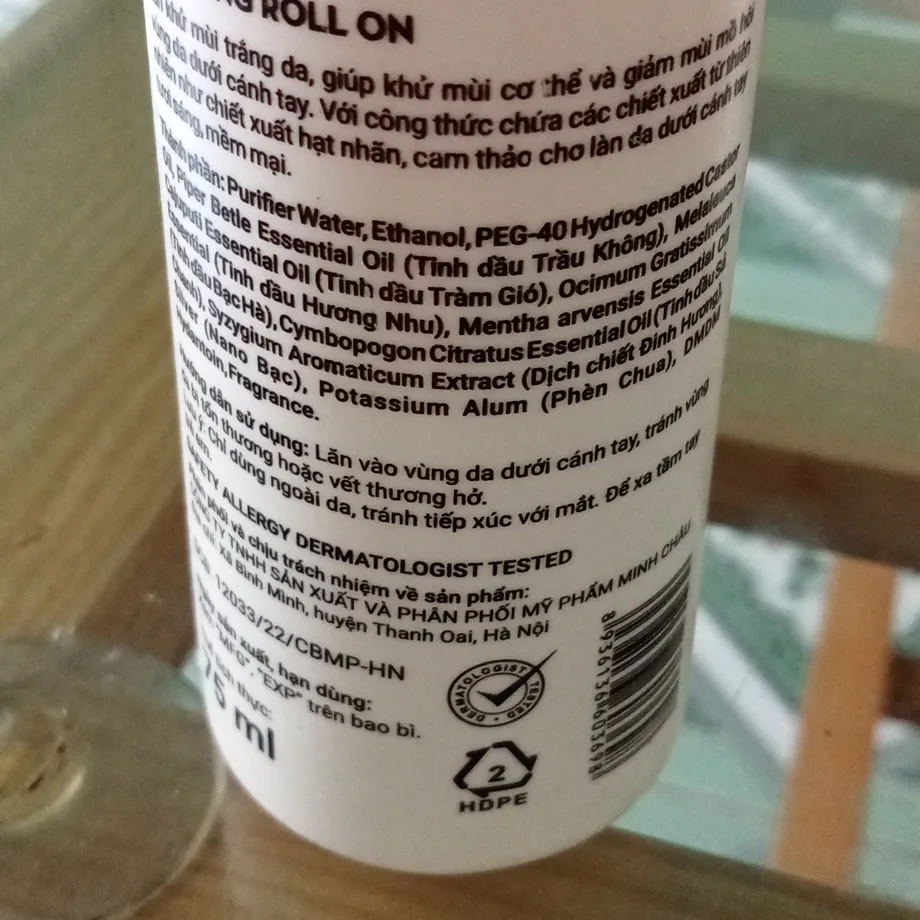 ROLL ON
khử mùi trắng da, giúp khử mùi cơ thể và giảm mùi mồ hôi
vùng da dưới cánh tay. Với công thức chứa các chiết xuất từ thiên
nhiên như chiết xuất hạt nhãn, cam thảo cho làn da dưới cánh tay
sáng, mềm mại.
Thành phần: Purifier Water, Ethanol, PEG-40 Hydrogenated Castor
Oil, Piper Betle Essential Oil (Tinh dầu Trầu Không), Melaleuca
Cajuputi Essential Oil (Tinh dầu Tràm Gió), Ocimum Gratissimum
Essential (Tinh dầu Hương Nhu), Mentha arvensis Essential Oil
(Tinh dầu Bạc Hà), Cymbopogon Citratus Essential Oil (Tinh dầu Sả
Chanh), Syzygium Aromaticum Extract (Dịch chiết Đinh Hương),
Silver (Nano Bạc), Potassium Alum (Phèn Chua), DMDM
Hydantoin, Fragrance.
Hướng dẫn sử dụng: Lăn vào vùng da dưới cánh tay, tránh vùng
da bị tổn thương hoặc vết thương hở.
Lưu ý: Chỉ dùng ngoài da, tránh tiếp xúc với mắt. Để xa tầm tay
trẻ em.
SAFETY ALLERGY DERMATOLOGIST TESTED
Phân phối và chịu trách nhiệm về sản phẩm:
CÔNG TY TNHH SẢN XUẤT VÀ PHÂN PHỐI MỸ PHẨM MINH CHÂU
Địa chỉ: Xã Bình Minh, huyện Thanh Oai, Hà Nội
12033/22/CBMP-HN
sản xuất, hạn dùng:
"MFG", "EXP" trên bao bì.
tích thực:
75 ml
DERMATOLOGIST TESTED
2
HDPE
8936136603698